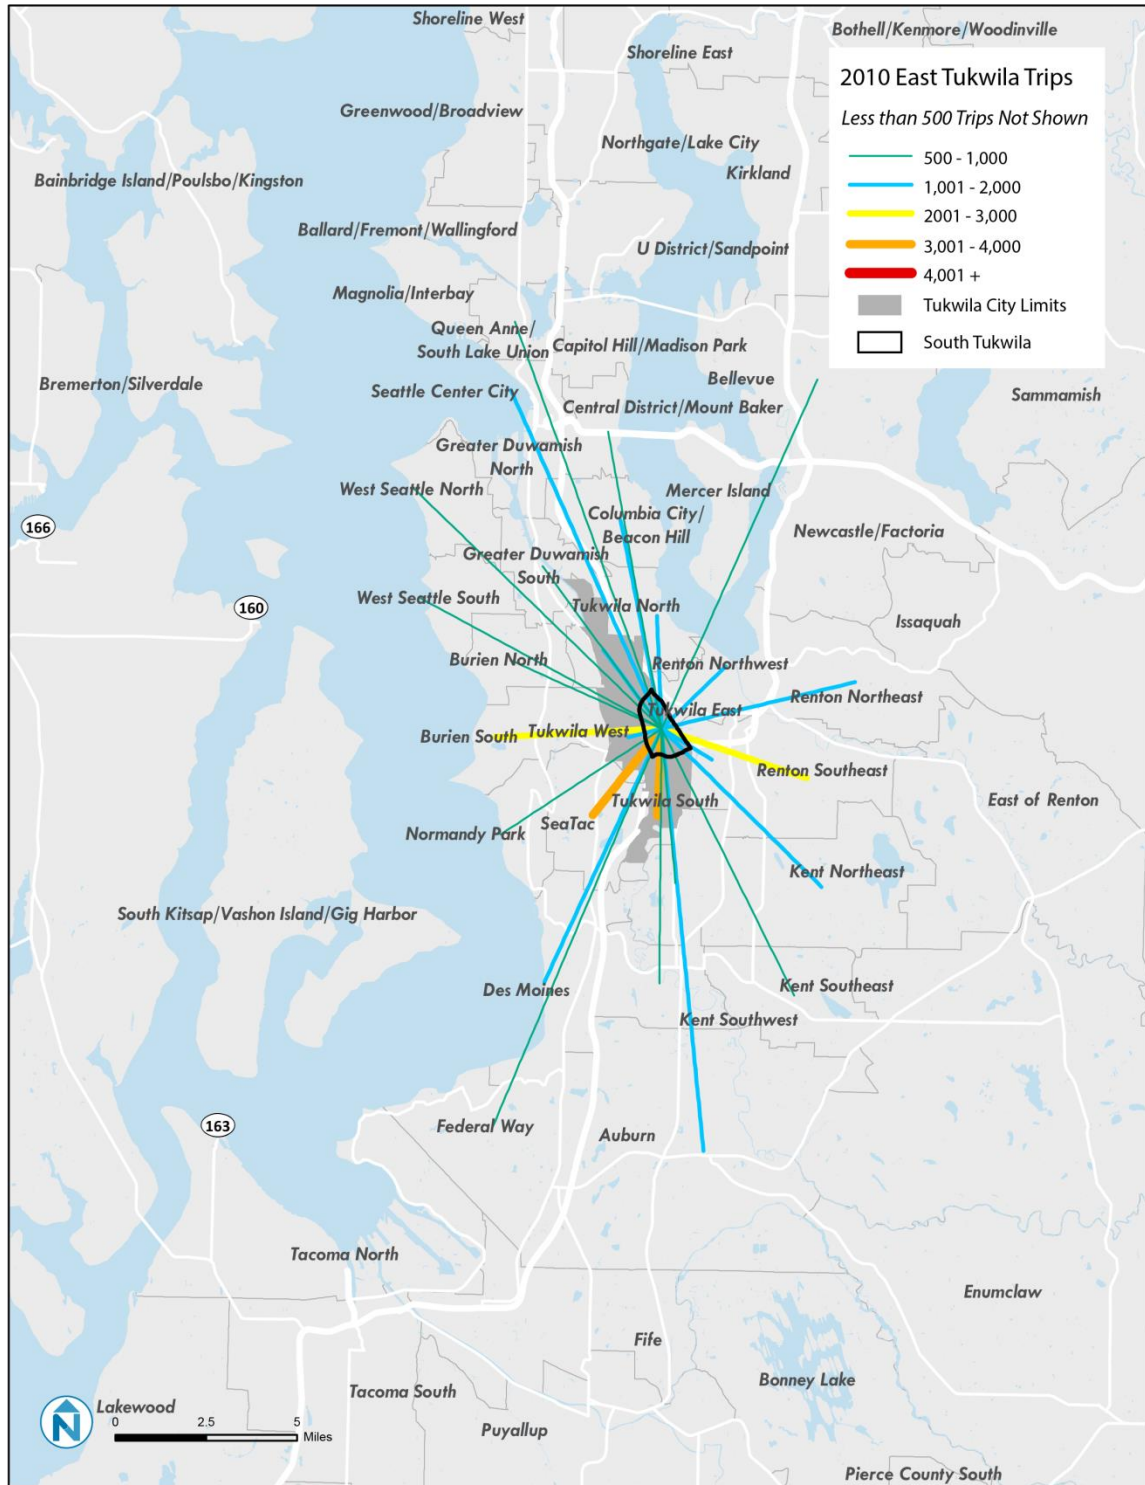 Shoreline West
Bothell/Kenmore/Woodinville
Shoreline East
2010 East Tukwila Trips
Less than 500 Trips Not Shown
500 - 1,000
1,001 - 2,000
2001 - 3,000
3,001 - 4,000
4,001 +
Tukwila City Limits
South Tukwila
Greenwood/Broadview
Northgate/Lake City
Kirkland
Bainbridge Island/Poulsbo/Kingston
Ballard/Fremont/Wallingford
U District/Sandpoint
Magnolia/Interbay
Queen Anne/
South Lake Union
Capitol Hill/Madison Park
Bellevue
Bremerton/Silverdale
Seattle Center City
Sammamish
Central District/Mount Baker
Greater Duwamish
North
West Seattle North
Mercer Island
Columbia City/
Beacon Hill
Newcastle/Factoria
166
Greater Duwamish
South
160
West Seattle South
Tukwila North
Issaquah
Burien North
Renton Northwest
Renton Northeast
Tukwila East
Burien South
Tukwila West
Renton Southeast
Tukwila South
East of Renton
SeaTac
Normandy Park
Kent Northeast
South Kitsap/Vashon Island/Gig Harbor
Des Moines
Kent Southeast
Kent Southwest
163
Federal Way
Auburn
Tacoma North
Enumclaw
Fife
Bonney Lake
Tacoma South
Lakewood
N
0 2.5 5
Miles
Puyallup
Pierce County South